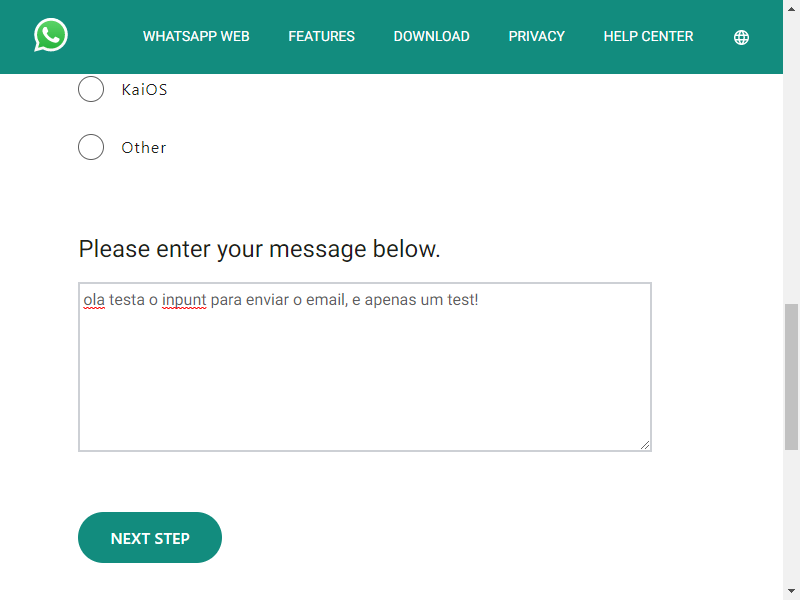 WHATSAPP WEB FEATURES DOWNLOAD PRIVACY HELP CENTER
KaiOS
Other
Please enter your message below.
ola testa o inpunt para enviar o email, e apenas um test!
NEXT STEP